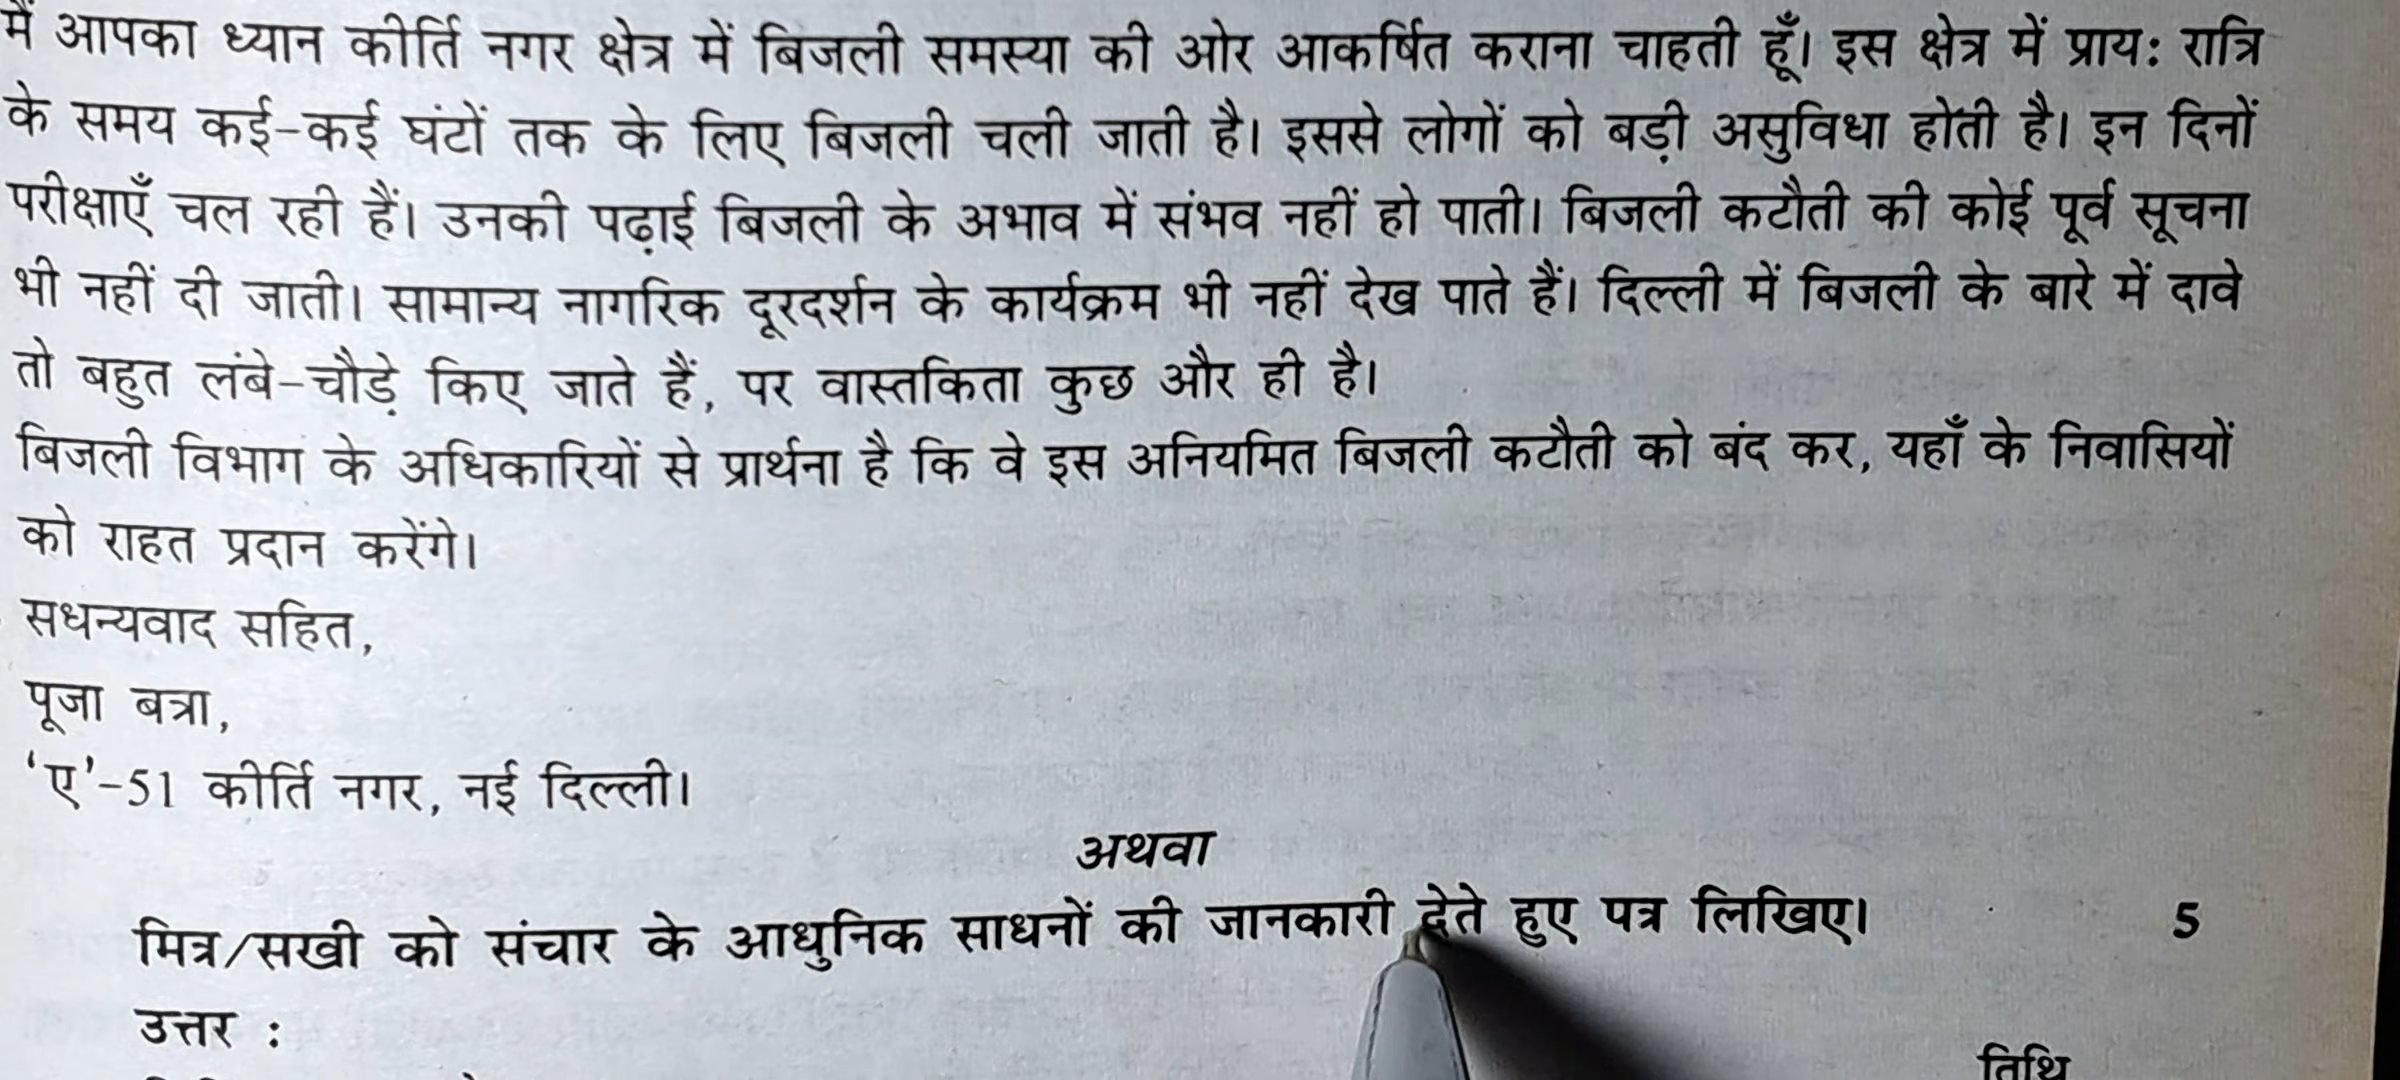 में आपका ध्यान कीर्ति नगर क्षेत्र में बिजली समस्या की ओर आकर्षित कराना चाहती हूँ। इस क्षेत्र में प्राय: रात्रि
के समय कई-कई घंटों तक के लिए बिजली चली जाती है। इससे लोगों को बड़ी असुविधा होती है। इन दिनों
परीक्षाएँ चल रही हैं। उनकी पढ़ाई बिजली के अभाव में संभव नहीं हो पाती। बिजली कटौती की कोई पूर्व सूचना
भी नहीं दी जाती। सामान्य नागरिक दूरदर्शन के कार्यक्रम भी नहीं देख पाते हैं। दिल्ली में बिजली के बारे में दावे
तो बहुत लंबे-चौड़े किए जाते हैं, पर वास्तकिता कुछ और ही है।
बिजली विभाग के अधिकारियों से प्रार्थना है कि वे इस अनियमित बिजली कटौती को बंद कर, यहाँ के निवासियों
को राहत प्रदान करेंगे।
सधन्यवाद सहित,
पूजा बत्रा,
‘ए’-51 कीर्ति नगर, नई दिल्ली।
अथवा
मित्र/सखी को संचार के आधुनिक साधनों की जानकारी देते हुए पत्र लिखिए। 5
उत्तर :
तिथि